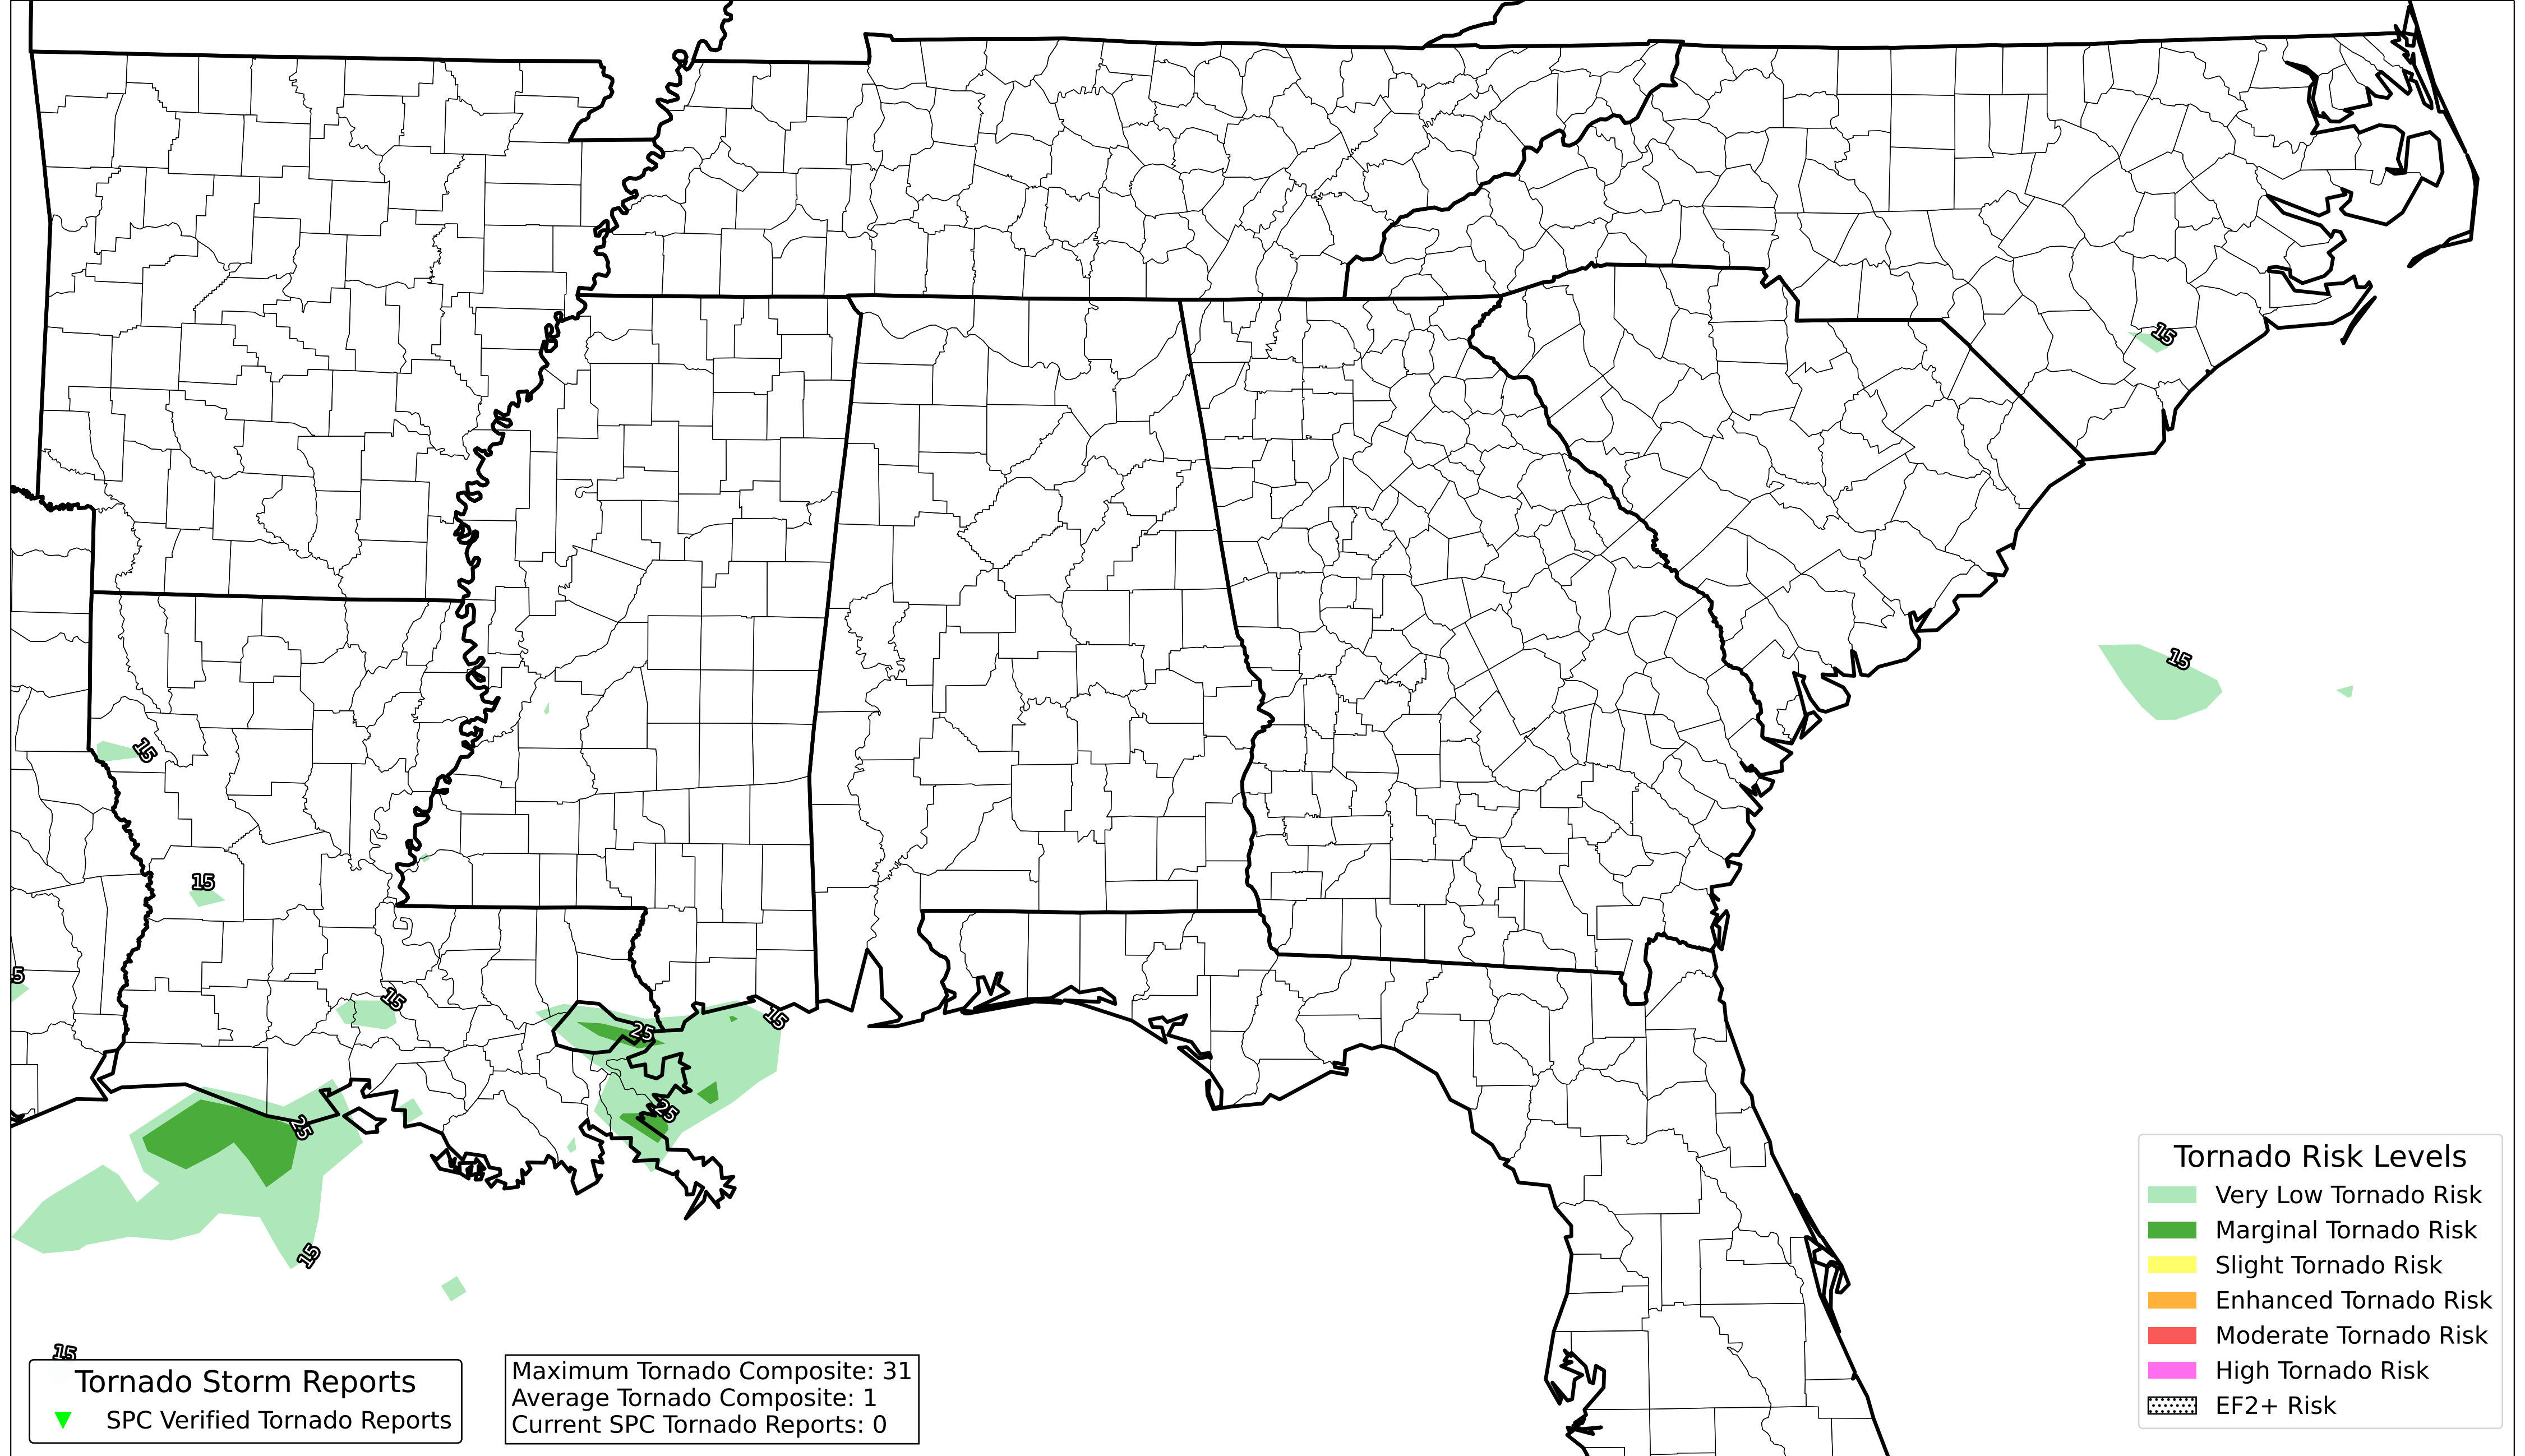 15
15
15
15
5
15
15
25
25
25
15
15
Tornado Storm Reports
SPC Verified Tornado Reports
Maximum Tornado Composite: 31
Average Tornado Composite: 1
Current SPC Tornado Reports: 0
Tornado Risk Levels
Very Low Tornado Risk
Marginal Tornado Risk
Slight Tornado Risk
Enhanced Tornado Risk
Moderate Tornado Risk
High Tornado Risk
EF2+ Risk